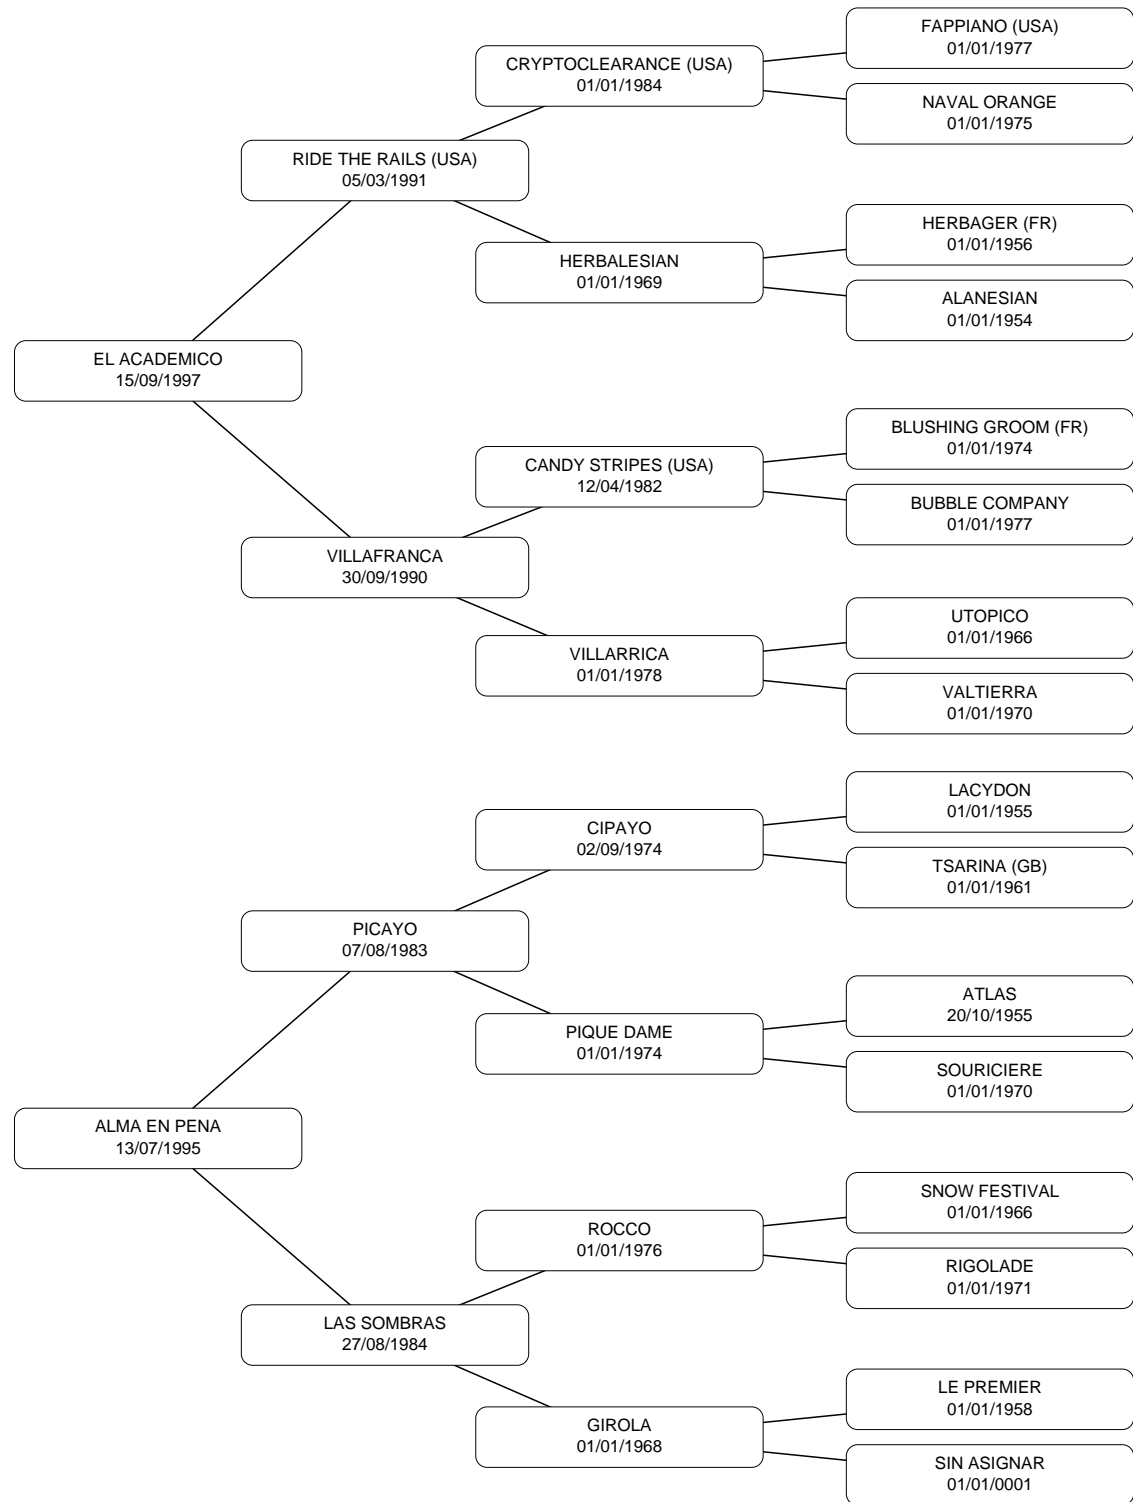 FAPPIANO (USA)
01/01/1977
CRYPTOCLEARANCE (USA)
01/01/1984
NAVAL ORANGE
01/01/1975
RIDE THE RAILS (USA)
05/03/1991
HERBAGER (FR)
01/01/1956
HERBALESIAN
01/01/1969
ALANESIAN
01/01/1954
EL ACADEMICO
15/09/1997
BLUSHING GROOM (FR)
01/01/1974
CANDY STRIPES (USA)
12/04/1982
BUBBLE COMPANY
01/01/1977
VILLAFRANCA
30/09/1990
UTOPICO
01/01/1966
VILLARRICA
01/01/1978
VALTIERRA
01/01/1970
LACYDON
01/01/1955
CIPAYO
02/09/1974
TSARINA (GB)
01/01/1961
PICAYO
07/08/1983
ATLAS
20/10/1955
PIQUE DAME
01/01/1974
SOURICIERE
01/01/1970
ALMA EN PENA
13/07/1995
SNOW FESTIVAL
01/01/1966
ROCCO
01/01/1976
RIGOLADE
01/01/1971
LAS SOMBRAS
27/08/1984
LE PREMIER
01/01/1958
GIROLA
01/01/1968
SIN ASIGNAR
01/01/0001